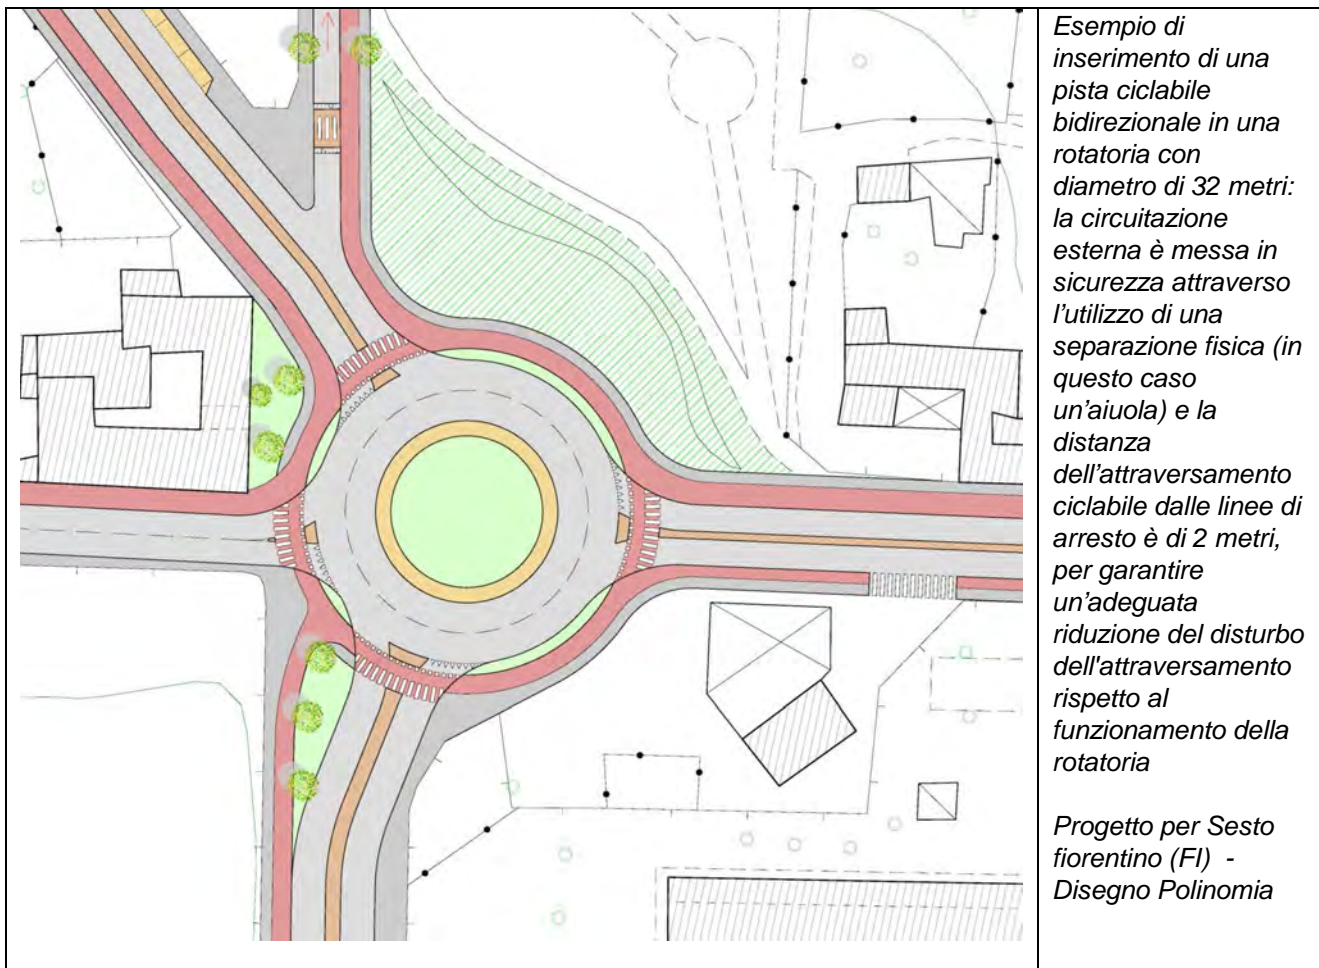 Esempio di
inserimento di una
pista ciclabile
bidirezionale in una
rotatoria con
diametro di 32 metri:
la circuitazione
esterna è messa in
sicurezza attraverso
l'utilizzo di una
separazione fisica (in
questo caso
un'aiuola) e la
distanza
dell'attraversamento
ciclabile dalle linee di
arresto è di 2 metri,
per garantire
un'adeguata
riduzione del disturbo
dell'attraversamento
rispetto al
funzionamento della
rotatoria
Progetto per Sesto
fiorentino (FI) -
Disegno Polinomia